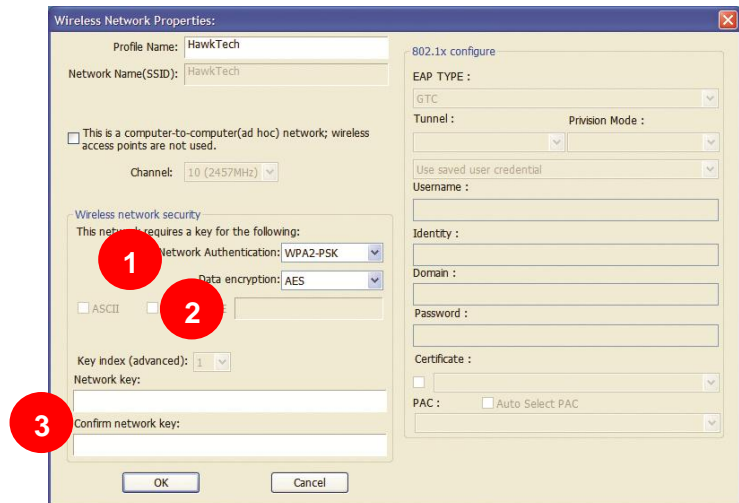 Wireless Network Properties:
Profile Name: HawkTech
Network Name(SSID): HawkTech
This is a computer-to-computer(ad hoc) network; wireless
access points are not used.
Channel: 10 (2457MHz)
Wireless network security
This network requires a key for the following:
1
Network Authentication: WPA2-PSK
Data encryption: AES
ASCII
2
Key index (advanced): 1
Network key:
3
Confirm network key:
OK
Cancel
802.1x configure
EAP TYPE :
GTC
Tunnel :
Privision Mode :
Use saved user credential
Username :
Identity :
Domain :
Password :
Certificate :
PAC :
Auto Select PAC